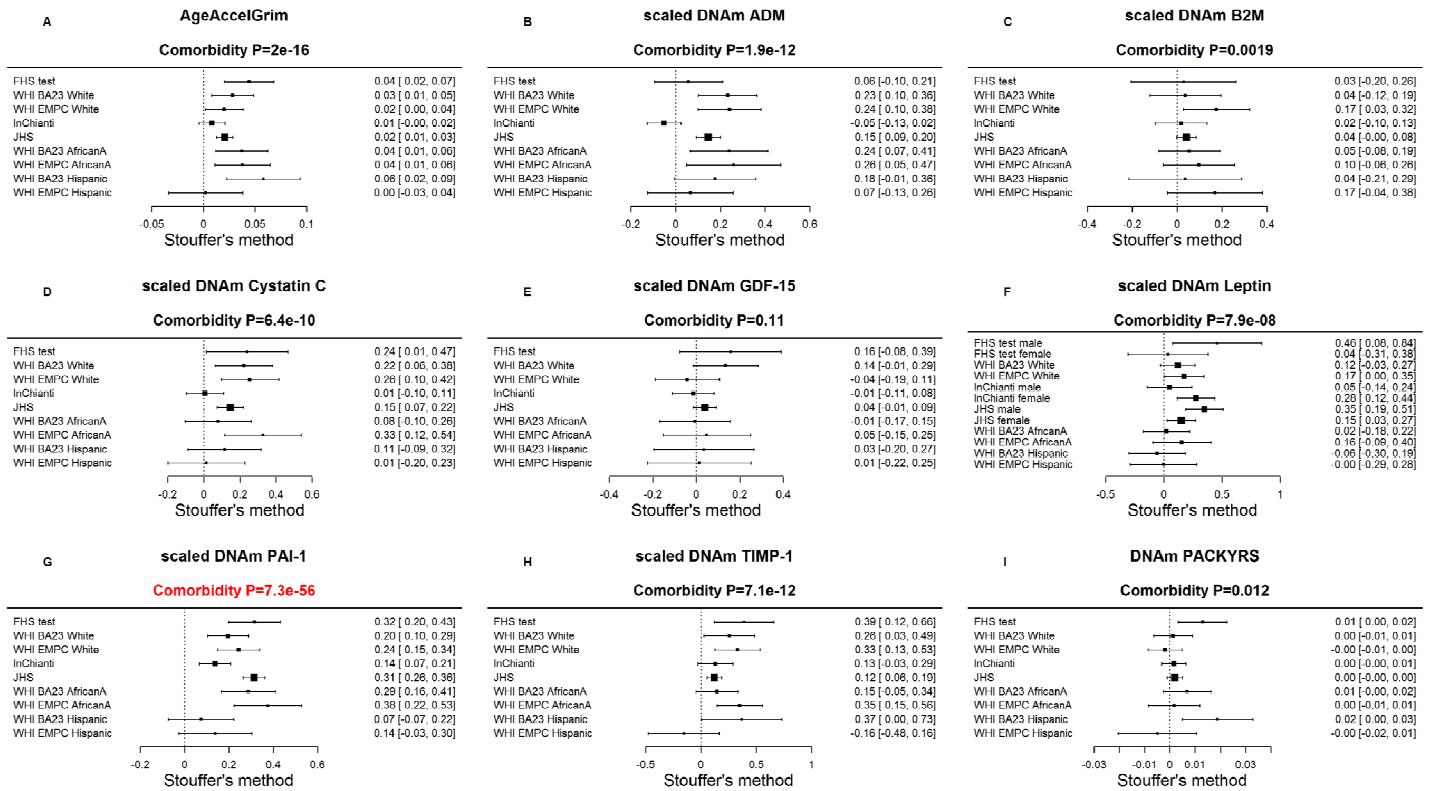 A
AgeAccelGrim
Comorbidity P=2e-16
FHS test 0.04 [ 0.02, 0.07]
WHI BA23 White 0.03 [ 0.01, 0.05]
WHI EMPC White 0.02 [ 0.00, 0.04]
InChianti 0.01 [-0.00, 0.02]
JHS 0.02 [ 0.01, 0.03]
WHI BA23 AfricanA 0.04 [ 0.01, 0.06]
WHI EMPC AfricanA 0.04 [ 0.01, 0.06]
WHI BA23 Hispanic 0.06 [ 0.02, 0.09]
WHI EMPC Hispanic 0.00 [-0.03, 0.04]
-0.05 0 0.05 0.1
Stouffer's method
B
scaled DNAm ADM
Comorbidity P=1.9e-12
FHS test 0.06 [-0.10, 0.21]
WHI BA23 White 0.23 [ 0.10, 0.36]
WHI EMPC White 0.24 [ 0.10, 0.38]
InChianti -0.05 [-0.13, 0.02]
JHS 0.15 [ 0.09, 0.20]
WHI BA23 AfricanA 0.24 [ 0.07, 0.41]
WHI EMPC AfricanA 0.26 [ 0.05, 0.47]
WHI BA23 Hispanic 0.18 [-0.01, 0.36]
WHI EMPC Hispanic 0.07 [-0.13, 0.26]
-0.2 0 0.2 0.4 0.6
Stouffer's method
C
scaled DNAm B2M
Comorbidity P=0.0019
FHS test 0.03 [-0.20, 0.26]
WHI BA23 White 0.04 [-0.12, 0.19]
WHI EMPC White 0.17 [ 0.03, 0.32]
InChianti 0.02 [-0.10, 0.13]
JHS 0.04 [-0.00, 0.08]
WHI BA23 AfricanA 0.05 [-0.08, 0.19]
WHI EMPC AfricanA 0.10 [-0.06, 0.26]
WHI BA23 Hispanic 0.04 [-0.21, 0.29]
WHI EMPC Hispanic 0.17 [-0.04, 0.38]
-0.4 -0.2 0 0.2 0.4
Stouffer's method
D
scaled DNAm Cystatin C
Comorbidity P=6.4e-10
FHS test 0.24 [ 0.01, 0.47]
WHI BA23 White 0.22 [ 0.06, 0.38]
WHI EMPC White 0.26 [ 0.10, 0.42]
InChianti 0.01 [-0.10, 0.11]
JHS 0.15 [ 0.07, 0.22]
WHI BA23 AfricanA 0.08 [-0.10, 0.26]
WHI EMPC AfricanA 0.33 [ 0.12, 0.54]
WHI BA23 Hispanic 0.11 [-0.09, 0.32]
WHI EMPC Hispanic 0.01 [-0.20, 0.23]
-0.2 0 0.2 0.4 0.6
Stouffer's method
E
scaled DNAm GDF-15
Comorbidity P=0.11
FHS test 0.16 [-0.08, 0.39]
WHI BA23 White 0.14 [-0.01, 0.29]
WHI EMPC White -0.04 [-0.19, 0.11]
InChianti -0.01 [-0.11, 0.08]
JHS 0.04 [-0.01, 0.09]
WHI BA23 AfricanA -0.01 [-0.17, 0.15]
WHI EMPC AfricanA 0.05 [-0.15, 0.25]
WHI BA23 Hispanic 0.03 [-0.20, 0.27]
WHI EMPC Hispanic 0.01 [-0.22, 0.25]
-0.4 -0.2 0 0.2 0.4
Stouffer's method
F
scaled DNAm Leptin
Comorbidity P=7.9e-08
FHS test male 0.46 [ 0.08, 0.84]
FHS test female 0.04 [-0.31, 0.38]
WHI BA23 White 0.12 [-0.03, 0.27]
WHI EMPC White 0.17 [ 0.00, 0.35]
InChianti male 0.05 [-0.14, 0.24]
InChianti female 0.28 [ 0.12, 0.44]
JHS male 0.35 [ 0.19, 0.51]
JHS female 0.15 [ 0.03, 0.27]
WHI BA23 AfricanA 0.02 [-0.18, 0.22]
WHI EMPC AfricanA 0.16 [-0.09, 0.40]
WHI BA23 Hispanic -0.06 [-0.30, 0.19]
WHI EMPC Hispanic -0.00 [-0.29, 0.28]
-0.5 0 0.5 1
Stouffer's method
G
scaled DNAm PAI-1
Comorbidity P=7.3e-56
FHS test 0.32 [ 0.20, 0.43]
WHI BA23 White 0.20 [ 0.10, 0.29]
WHI EMPC White 0.24 [ 0.15, 0.34]
InChianti 0.14 [ 0.07, 0.21]
JHS 0.31 [ 0.26, 0.36]
WHI BA23 AfricanA 0.29 [ 0.16, 0.41]
WHI EMPC AfricanA 0.38 [ 0.22, 0.53]
WHI BA23 Hispanic 0.07 [-0.07, 0.22]
WHI EMPC Hispanic 0.14 [-0.03, 0.30]
-0.2 0 0.2 0.4 0.6
Stouffer's method
H
scaled DNAm TIMP-1
Comorbidity P=7.1e-12
FHS test 0.39 [ 0.12, 0.66]
WHI BA23 White 0.26 [ 0.03, 0.49]
WHI EMPC White 0.33 [ 0.13, 0.53]
InChianti 0.13 [-0.03, 0.29]
JHS 0.12 [ 0.06, 0.19]
WHI BA23 AfricanA 0.15 [-0.05, 0.34]
WHI EMPC AfricanA 0.35 [ 0.15, 0.56]
WHI BA23 Hispanic 0.37 [ 0.00, 0.73]
WHI EMPC Hispanic -0.16 [-0.48, 0.16]
-0.5 0 0.5 1
Stouffer's method
I
DNAm PACKYRS
Comorbidity P=0.012
FHS test 0.01 [ 0.00, 0.02]
WHI BA23 White 0.00 [-0.01, 0.01]
WHI EMPC White -0.00 [-0.01, 0.00]
InChianti 0.00 [-0.00, 0.01]
JHS 0.00 [-0.00, 0.00]
WHI BA23 AfricanA 0.01 [-0.00, 0.02]
WHI EMPC AfricanA 0.00 [-0.01, 0.01]
WHI BA23 Hispanic 0.02 [ 0.00, 0.03]
WHI EMPC Hispanic -0.00 [-0.02, 0.01]
-0.03 -0.01 0 0.01 0.03
Stouffer's method